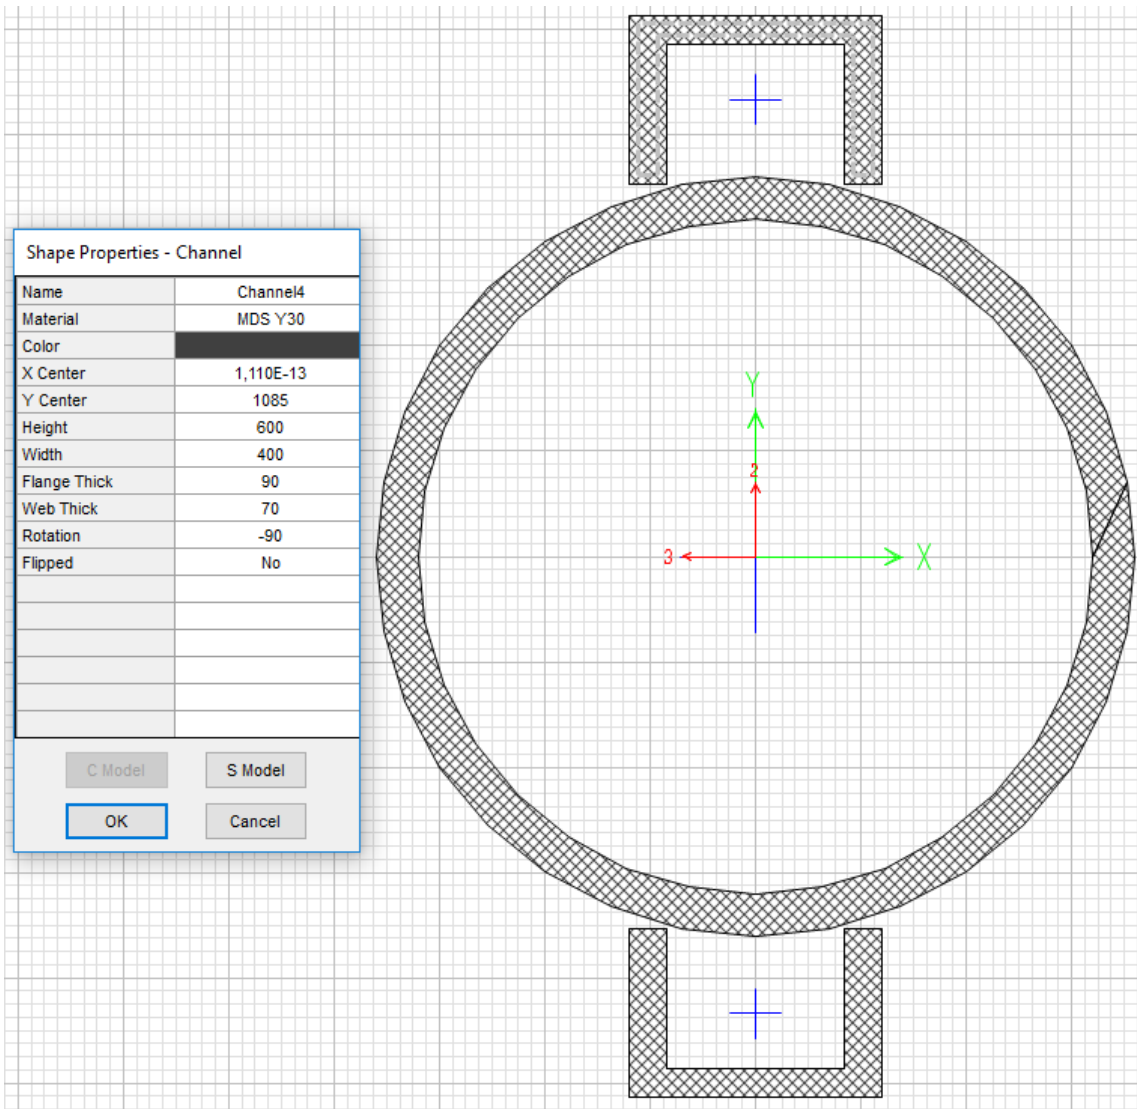 Shape Properties - Channel
Name Channel4
Material MDS Y30
Color
X Center 1,110E-13
Y Center 1085
Height 600
Width 400
Flange Thick 90
Web Thick 70
Rotation -90
Flipped No
C Model S Model
OK Cancel
Y
2
3 X